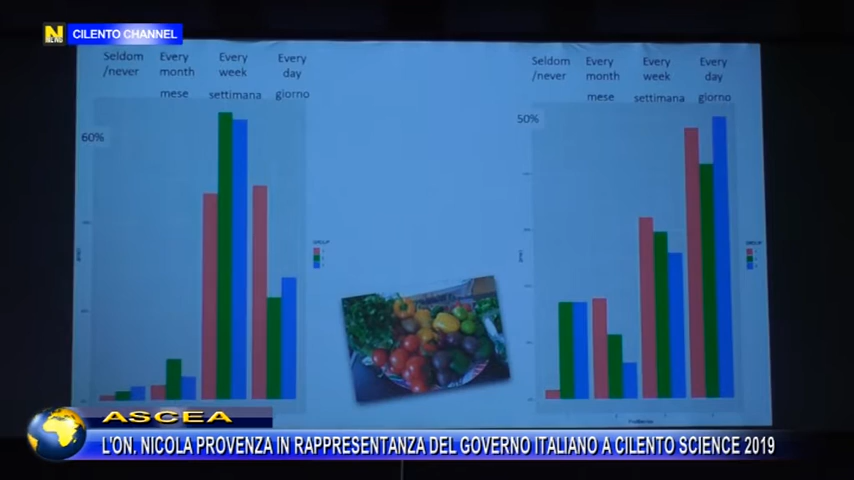 CILENTO CHANNEL
Seldom
/never
Every
month
mese
Every
week
settimana
Every
day
giorno
60%
Seldom
/never
Every
month
mese
Every
week
settimana
Every
day
giorno
50%
ASCEA
L'ON. NICOLA PROVENZA IN RAPPRESENTANZA DEL GOVERNO ITALIANO A CILENTO SCIENCE 2019